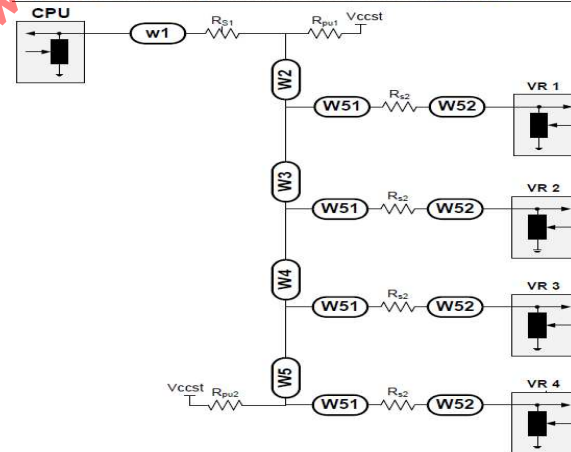 CPU
w1
Rs1
Rpu1
Vccst
W2
VR 1
W51
Rs2
W52
W3
VR 2
W51
Rs2
W52
W4
VR 3
W51
Rs2
W52
W5
VR 4
Vccst
Rpu2
W51
Rs2
W52